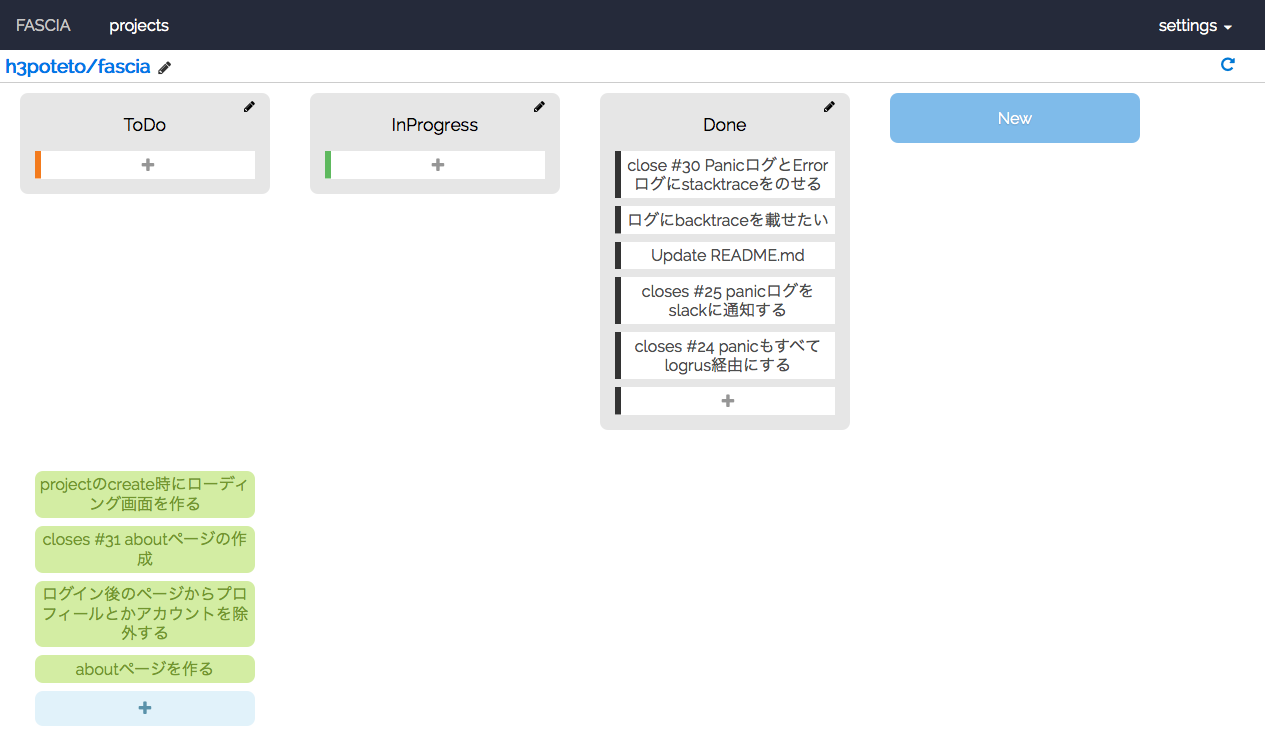 FASCIA projects settings
h3poteto/fascia
ToDo
InProgress
Done
close #30 PanicログとError
ログにstacktraceをのせる
ログにbacktraceを載せたい
Update README.md
closes #25 panicログを
slackに通知する
closes #24 panicもすべて
logrus経由にする
New
projectのcreate時にローディ
ング画面を作る
closes #31 aboutページの作
成
ログイン後のページからプロ
フィールとかアカウントを除
外する
aboutページを作る